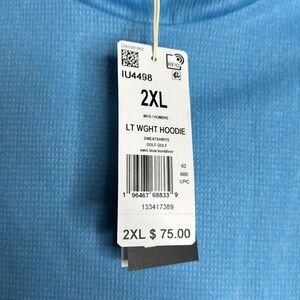 RFID
IU4498
2XL
MEN / HOMBRE
LT WGHT HOODIE
SWEATSHIRTS
GOLF GOLF
62
680
UPC
1 96467 68833 9
133417389
2XL $ 75.00